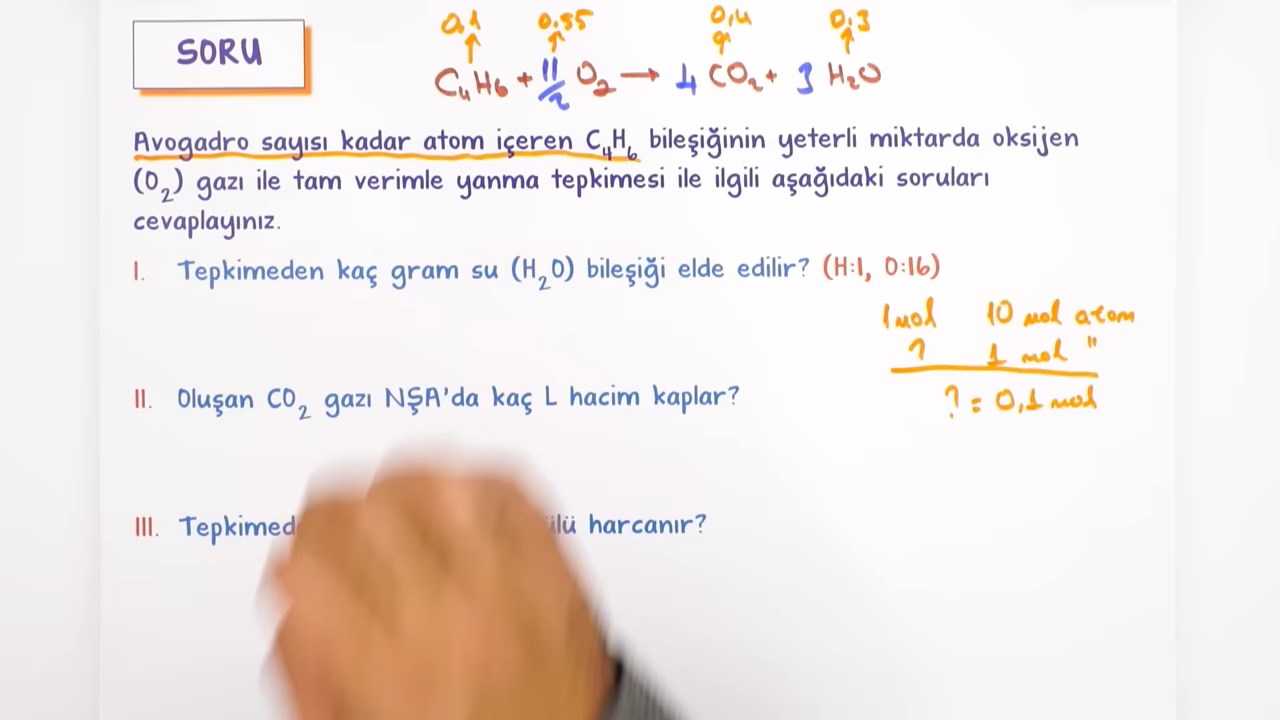 SORU
0,1 0,55 0,4 0,3
C₄H₆ + 11/2 O₂ → 4 CO₂ + 3 H₂O
Avogadro sayısı kadar atom içeren C₄H₆ bileşiğinin yeterli miktarda oksijen
(O₂) gazı ile tam verimle yanma tepkimesi ile ilgili aşağıdaki soruları
cevaplayınız.
I. Tepkimeden kaç gram su (H₂O) bileşiği elde edilir? (H:1, O:16)
1 mol 10 mol atom
? 1 mol "
? = 0,1 mol
II. Oluşan CO₂ gazı NŞA'da kaç L hacim kaplar?
III. harcanır?